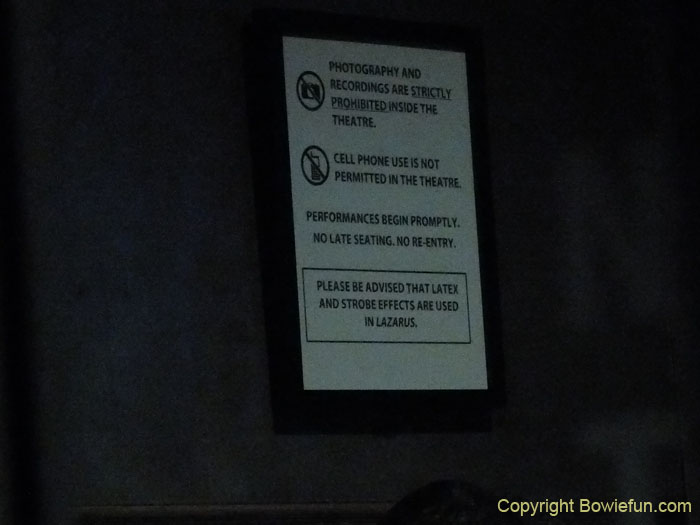 PHOTOGRAPHY AND
RECORDINGS ARE STRICTLY
PROHIBITED INSIDE THE
THEATRE.
CELL PHONE USE IS NOT
PERMITTED IN THE THEATRE.
PERFORMANCES BEGIN PROMPTLY.
NO LATE SEATING. NO RE-ENTRY.
PLEASE BE ADVISED THAT LATEX
AND STROBE EFFECTS ARE USED
IN LAZARUS.
Copyright Bowiefun.com